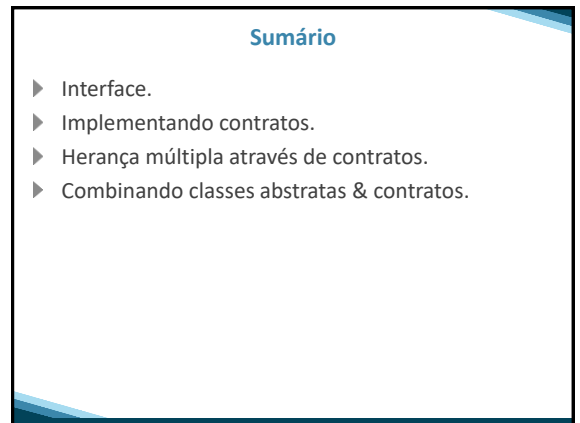 Sumário
Interface.
Implementando contratos.
Herança múltipla através de contratos.
Combinando classes abstratas & contratos.